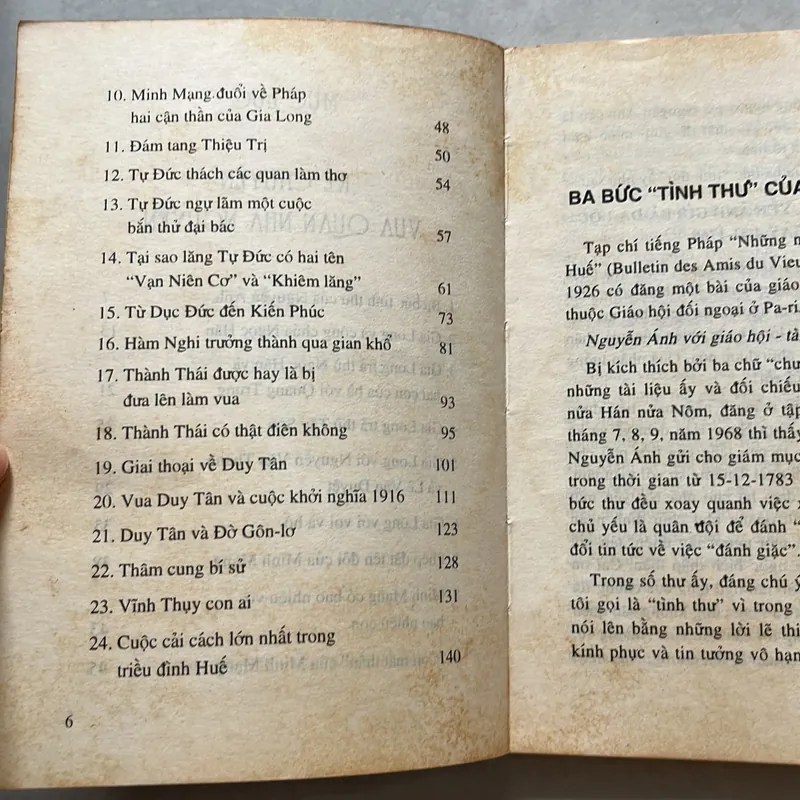 10. Minh Mạng đuổi về Pháp
hai cận thần của Gia Long 48
11. Đám tang Thiệu Trị 50
12. Tự Đức thách các quan làm thơ 54
13. Tự Đức ngự lãm một cuộc
bắn thử đại bác 57
14. Tại sao lăng Tự Đức có hai tên
“Vạn Niên Cơ” và “Khiêm lăng” 61
15. Từ Dục Đức đến Kiến Phúc 73
16. Hàm Nghi trưởng thành qua gian khổ 81
17. Thành Thái được hay là bị
đưa lên làm vua 93
18. Thành Thái có thật điên không 95
19. Giai thoại về Duy Tân 101
20. Vua Duy Tân và cuộc khởi nghĩa 1916 111
21. Duy Tân và Đờ Gôn-lơ 123
22. Thâm cung bí sử 128
23. Vĩnh Thụy con ai 131
24. Cuộc cải cách lớn nhất trong
triều đình Huế 140
6
BA BỨC “TÌNH THƯ” CỦA
Tạp chí tiếng Pháp “Những n
Huế” (Bulletin des Amis du Vieu
1926 có đăng một bài của giáo
thuộc Giáo hội đối ngoại ở Pa-ri
Nguyễn Ánh với giáo hội - tà
Bị kích thích bởi ba chữ “chư
những tài liệu ấy và đối chiếu
nửa Hán nửa Nôm, đăng ở tập
tháng 7, 8, 9, năm 1968 thì thấy
Nguyễn Ánh gửi cho giám mục
trong thời gian từ 15-12-1783
bức thư đều xoay quanh việc x
chủ yếu là quân đội để đánh “
đổi tin tức về việc “đánh giặc”.
Trong số thư ấy, đáng chú ý
tôi gọi là “tình thư” vì trong
nói lên bằng những lời lẽ thi
kính phục và tin tưởng vô hạn